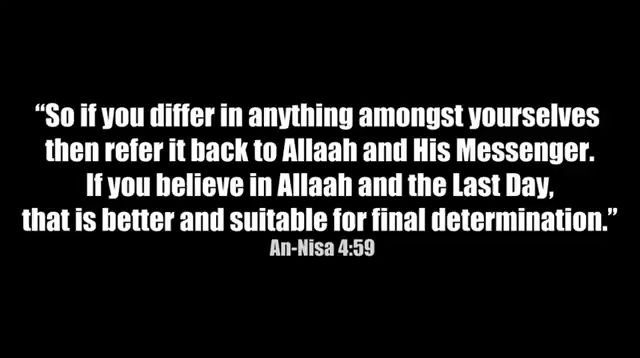 “So if you differ in anything amongst yourselves
then refer it back to Allaah and His Messenger.
If you believe in Allaah and the Last Day,
that is better and suitable for final determination.”
An-Nisa 4:59